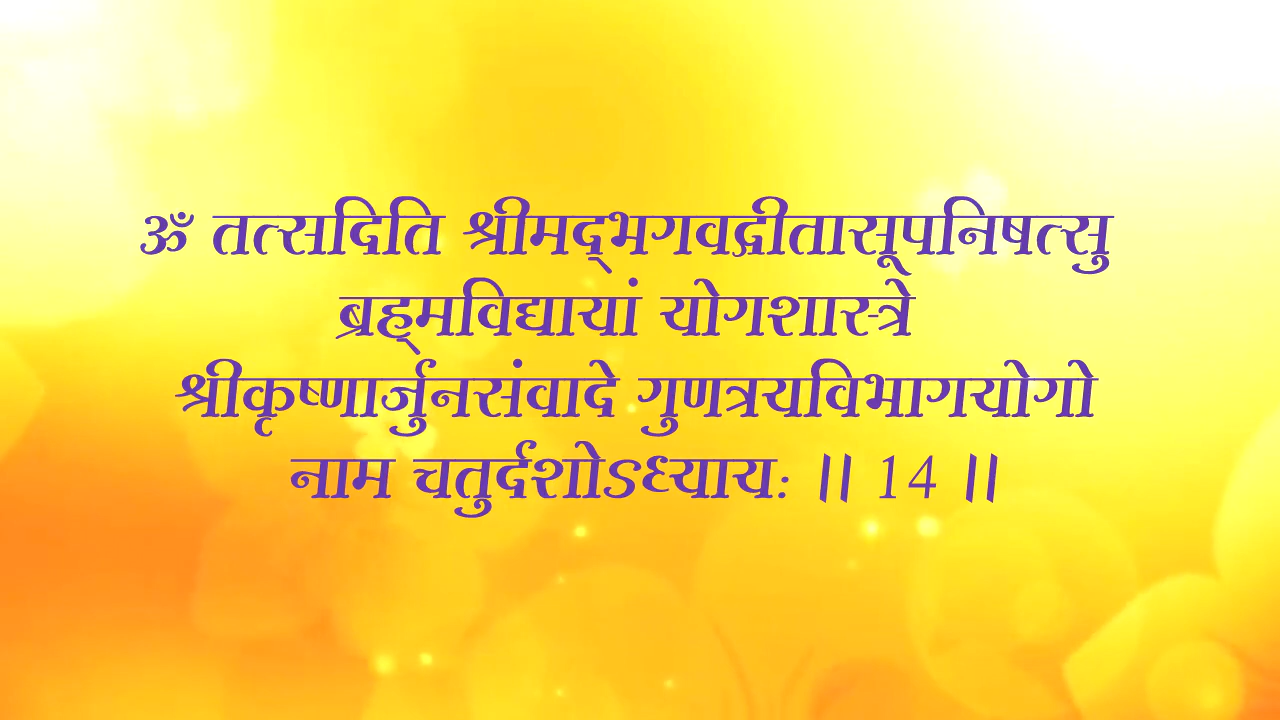 ॐ तत्सदिति श्रीमद्‌भगवद्गीतासूपनिषत्सु
ब्रह्‌मविद्यायां योगशास्त्रे
श्रीकृष्णार्जुनसंवादे गुणत्रयविभागयोगो
नाम चतुर्दशोऽध्यायः ।। 14 ।।